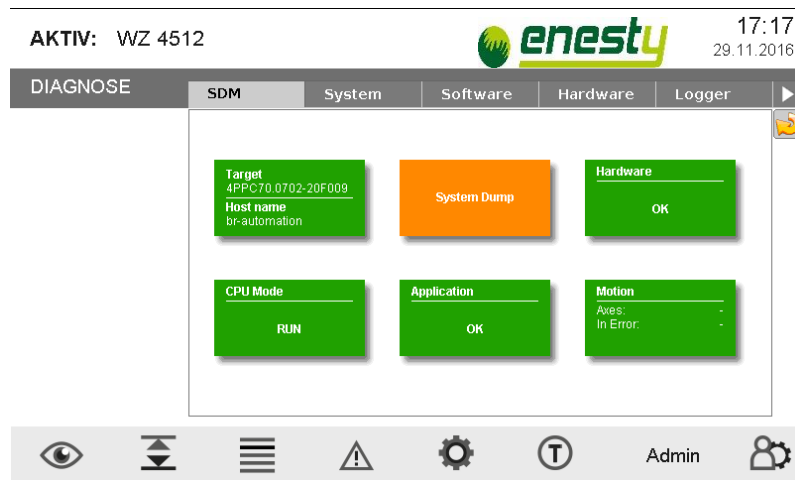 AKTIV: WZ 4512
enesty
17:17
29.11.2016
DIAGNOSE
SDM System Software Hardware Logger
Target
4PPC70.0702-20F009
Host name
br-automation
System Dump
Hardware
OK
CPU Mode
RUN
Application
OK
Motion
Axes: -
In Error: -
T Admin